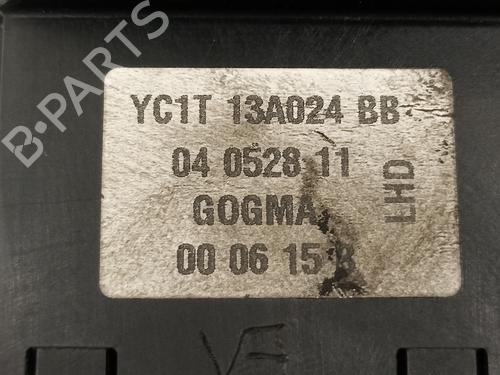 B-PARTS
YC1T 13A024 BB
04 0528 11
GOGMA
00 06 15
LHD